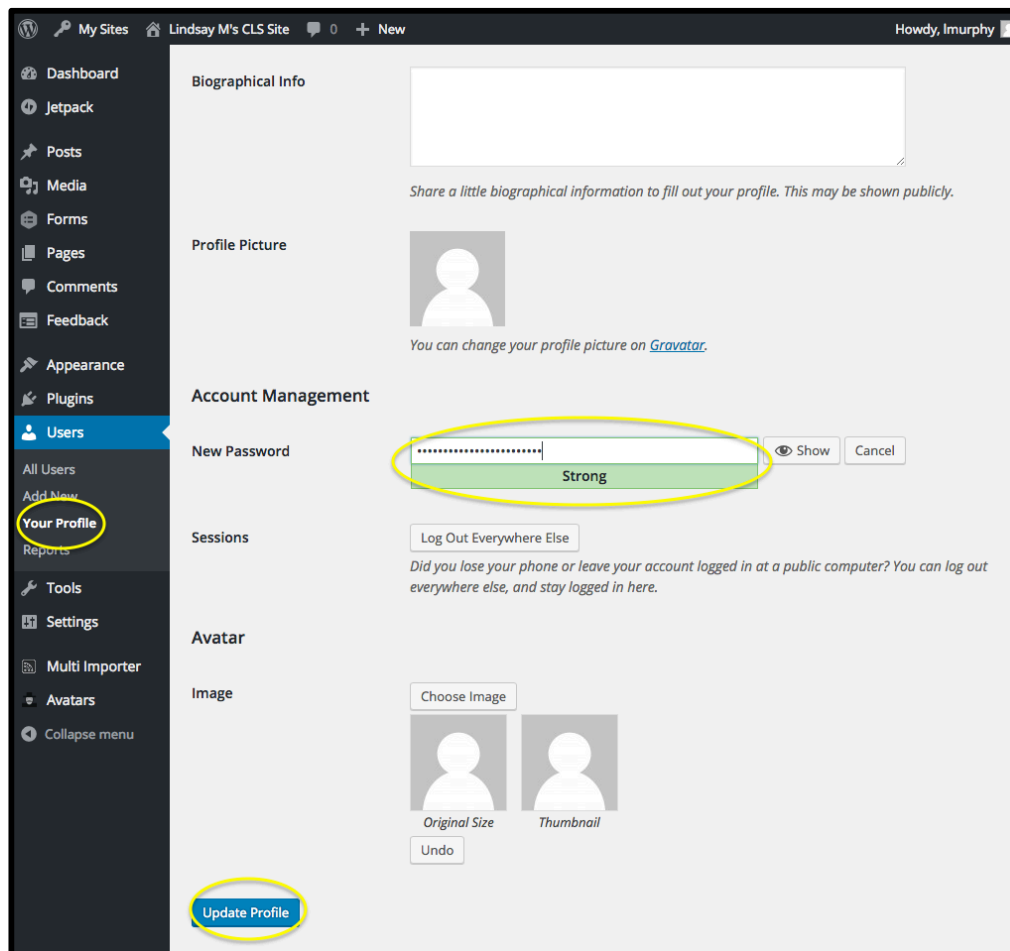 My Sites Lindsay M's CLS Site 0 New Howdy, lmurphy
Dashboard
Jetpack
Posts
Media
Forms
Pages
Comments
Feedback
Appearance
Plugins
Users
All Users
Add New
Your Profile
Reports
Tools
Settings
Multi Importer
Avatars
Collapse menu
Biographical Info
Share a little biographical information to fill out your profile. This may be shown publicly.
Profile Picture
You can change your profile picture on Gravatar.
Account Management
New Password •••••••••••••••••••••••• Show Cancel
Strong
Sessions Log Out Everywhere Else
Did you lose your phone or leave your account logged in at a public computer? You can log out
everywhere else, and stay logged in here.
Avatar
Image Choose Image
Original Size Thumbnail
Undo
Update Profile